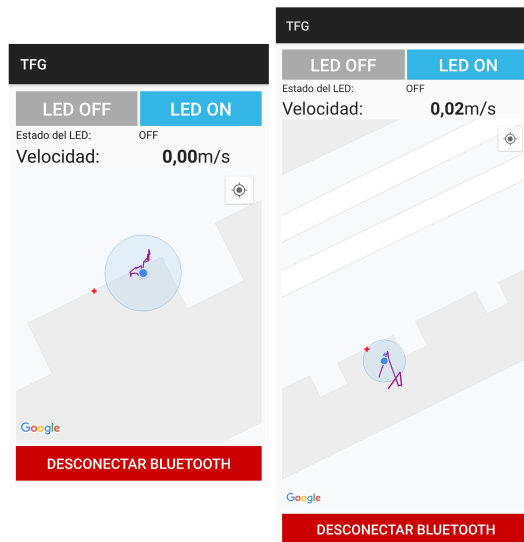 TFG
LED OFF LED ON
Estado del LED: OFF
Velocidad: 0,00m/s
Google
DESCONECTAR BLUETOOTH
TFG
LED OFF LED ON
Estado del LED: OFF
Velocidad: 0,02m/s
Google
DESCONECTAR BLUETOOTH